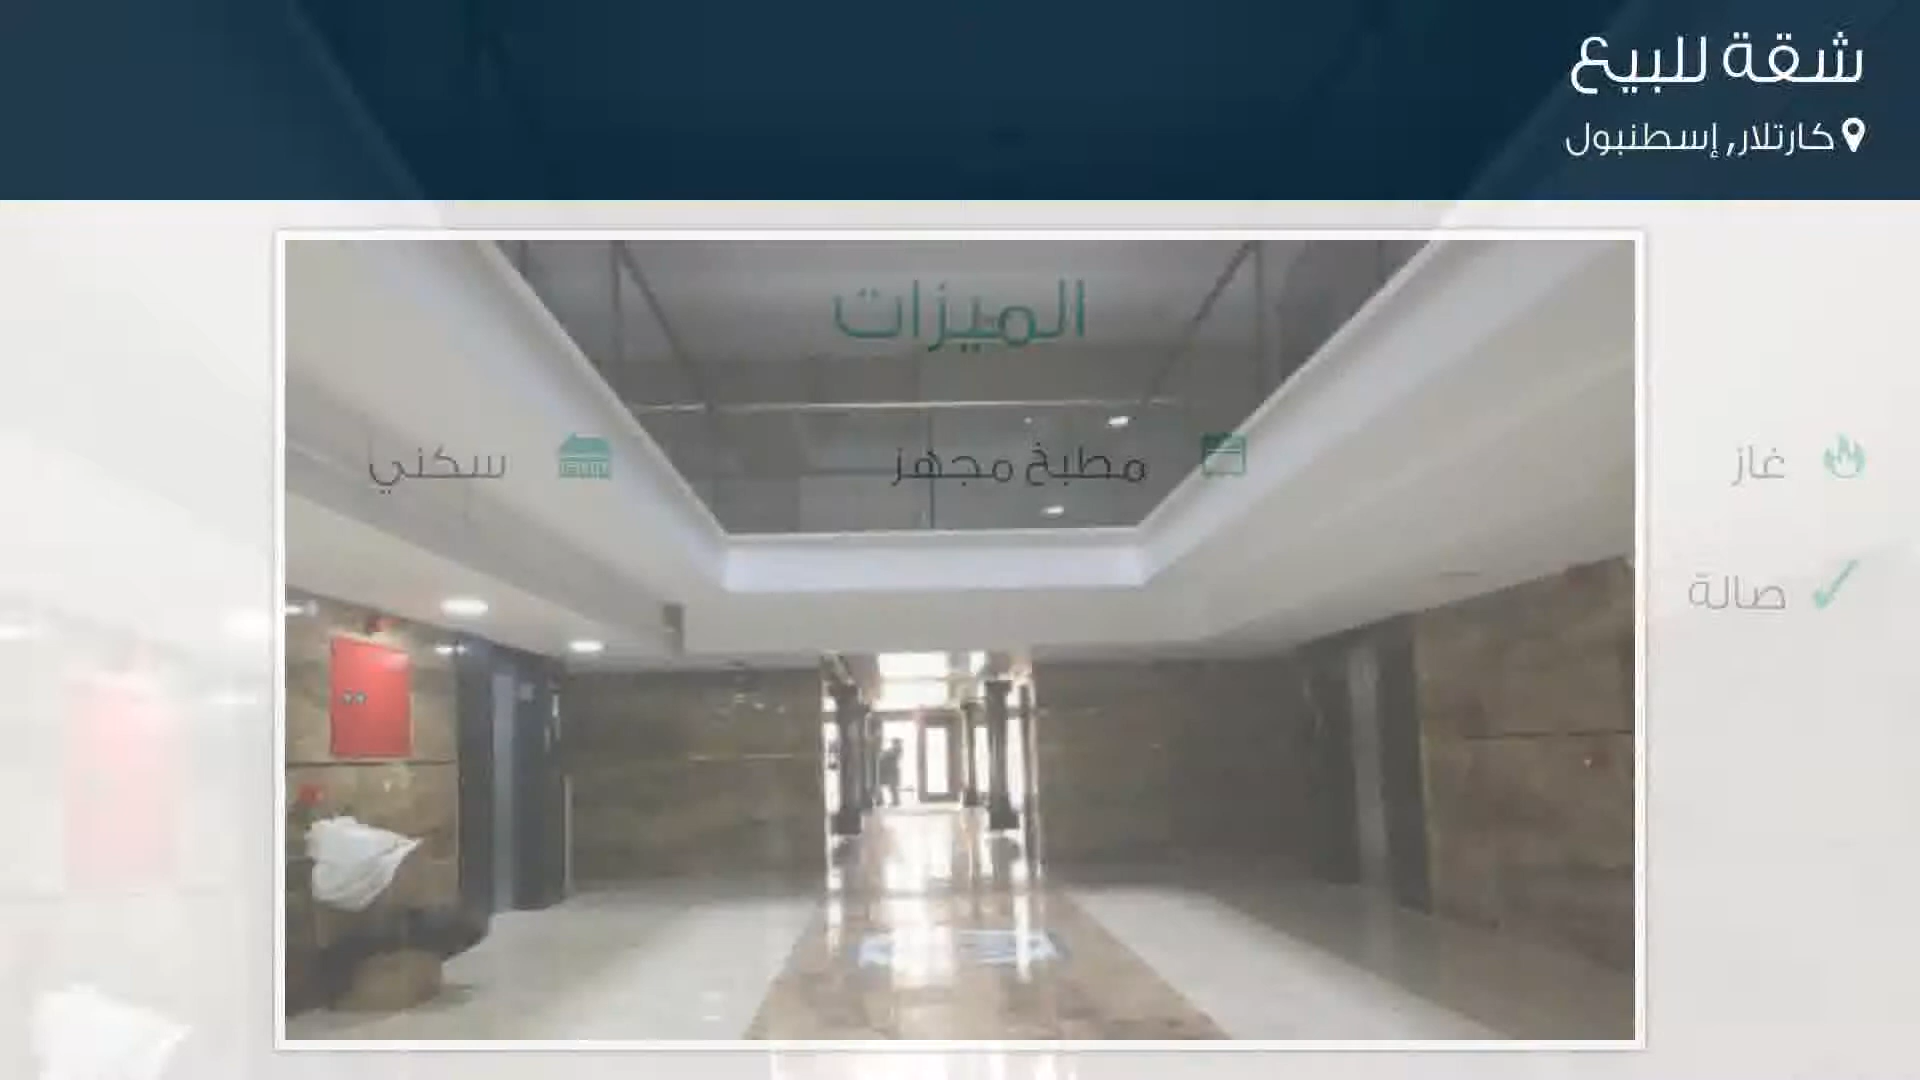 شقة للبيع
كارتلار, إسطنبول
الميزات
غاز
مطبخ مجهز
سكني
صالة